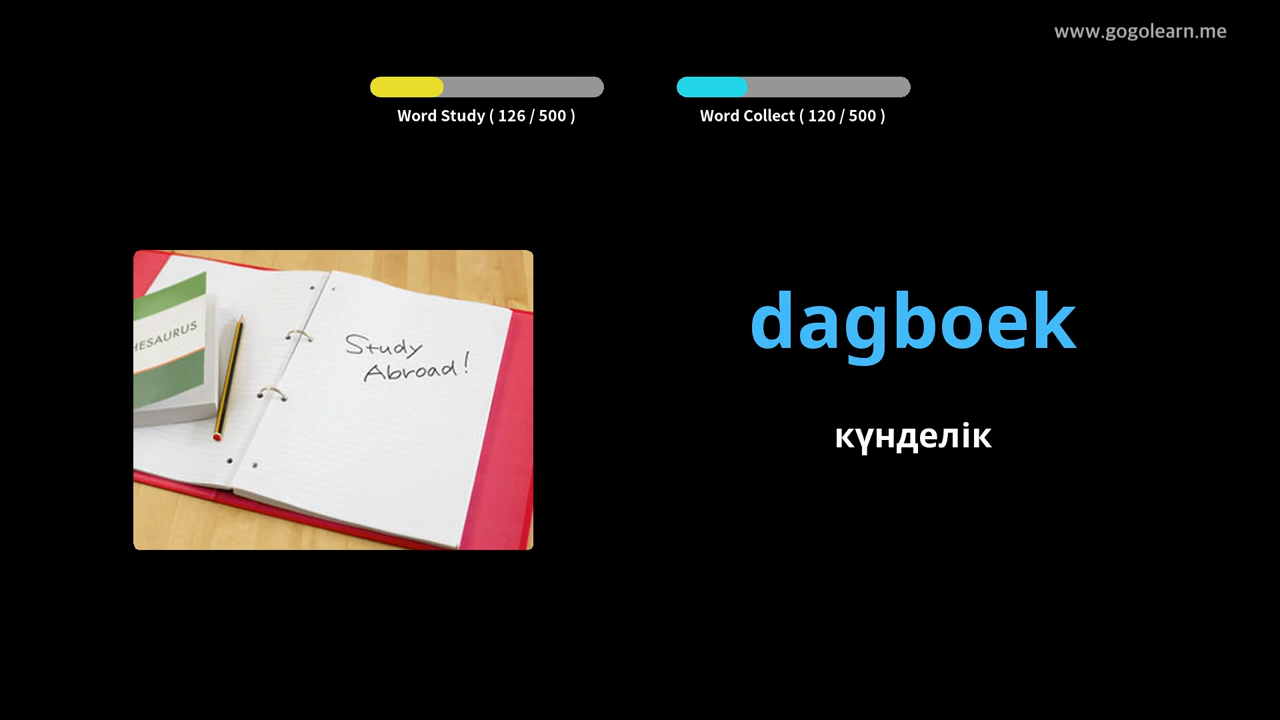 www.gogolearn.me
Word Study ( 126 / 500 )
Word Collect ( 120 / 500 )
HESAURUS
Study
Abroad!
dagboek
күнделік